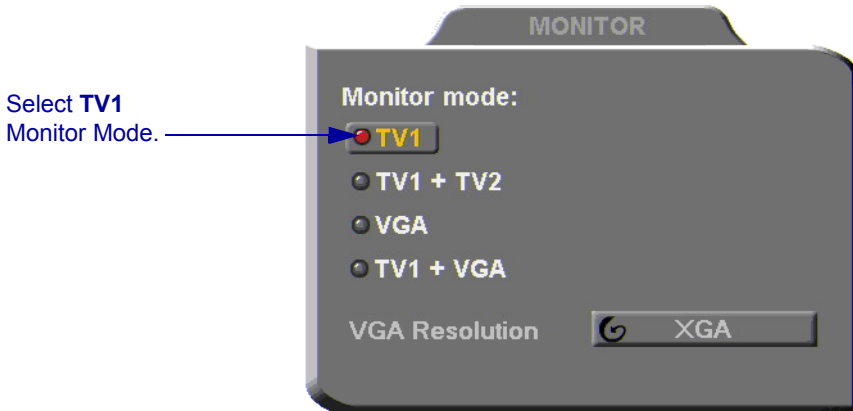 MONITOR
Select TV1
Monitor Mode.
Monitor mode:
TV1
TV1 + TV2
VGA
TV1 + VGA
VGA Resolution XGA